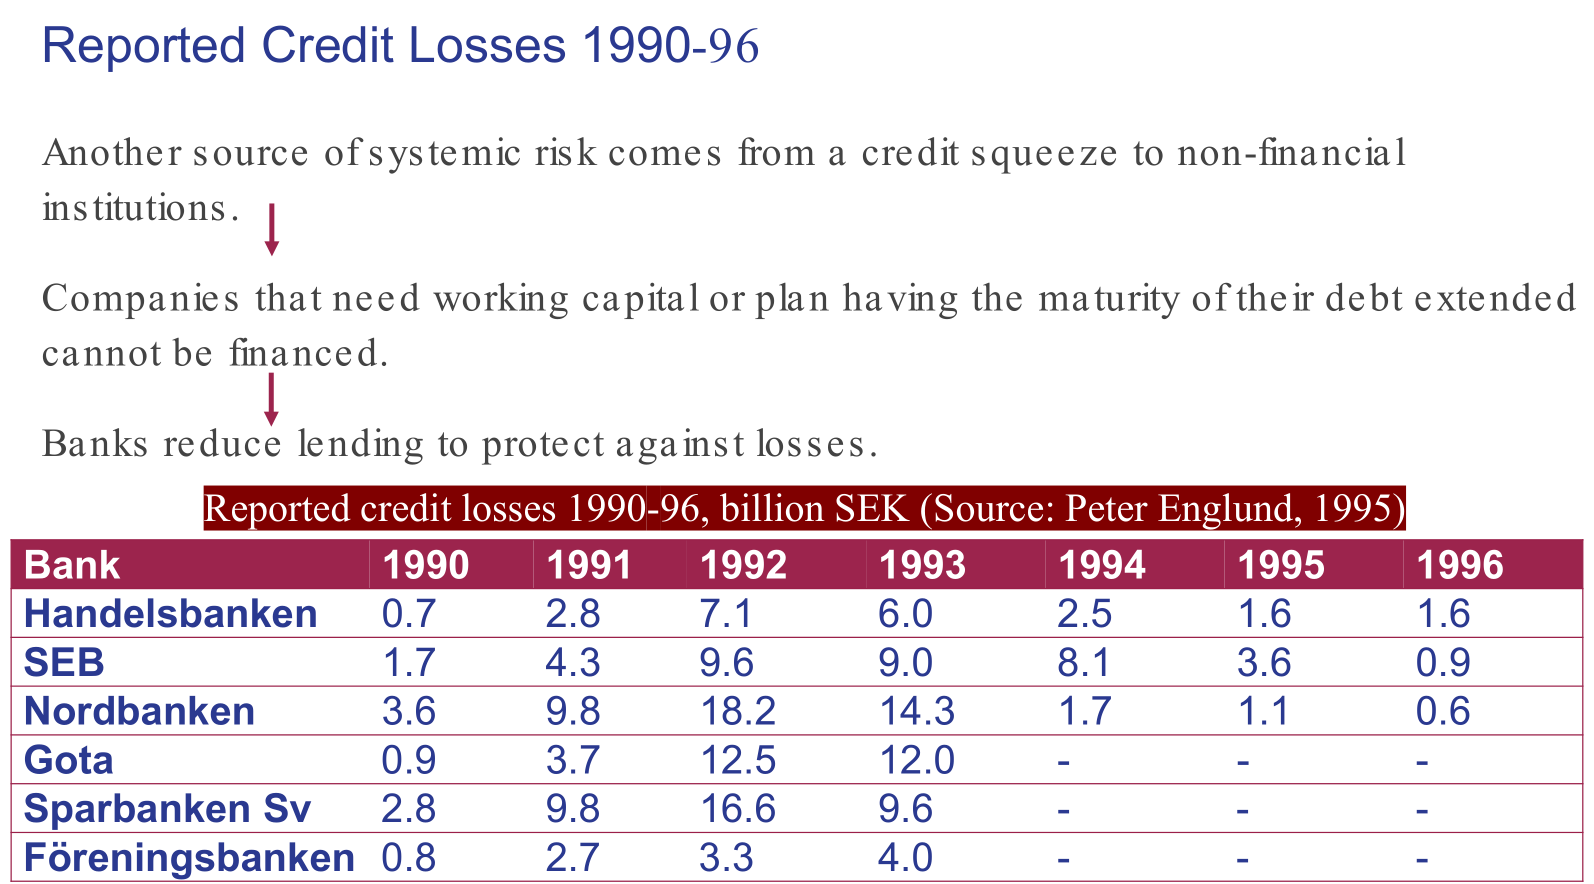 Reported Credit Losses 1990-96
Another source of systemic risk comes from a credit squeeze to non-financial
institutions.
Companies that need working capital or plan having the maturity of their debt extended
cannot be financed.
Banks reduce lending to protect against losses.
Reported credit losses 1990-96, billion SEK (Source: Peter Englund, 1995)
Bank 1990 1991 1992 1993 1994 1995 1996
Handelsbanken 0.7 2.8 7.1 6.0 2.5 1.6 1.6
SEB 1.7 4.3 9.6 9.0 8.1 3.6 0.9
Nordbanken 3.6 9.8 18.2 14.3 1.7 1.1 0.6
Gota 0.9 3.7 12.5 12.0 - - -
Sparbanken Sv 2.8 9.8 16.6 9.6 - - -
Föreningsbanken 0.8 2.7 3.3 4.0 - - -